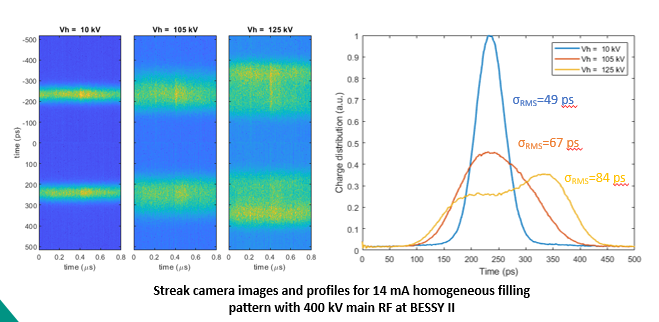 Vh = 10 kV
Vh = 105 kV
Vh = 125 kV
-500
-400
-300
-200
-100
0
100
200
300
400
500
time (ps)
0 0.2 0.4 0.6 0.8
0 0.2 0.4 0.6 0.8
0 0.2 0.4 0.6 0.8
time (μs)
time (μs)
time (μs)
1
0.9
0.8
0.7
0.6
0.5
0.4
0.3
0.2
0.1
0
Charge distribution (a.u.)
Vh = 10 kV
Vh = 105 kV
Vh = 125 kV
σRMS=49 ps
σRMS=67 ps
σRMS=84 ps
0 50 100 150 200 250 300 350 400 450 500
Time (ps)
Streak camera images and profiles for 14 mA homogeneous filling
pattern with 400 kV main RF at BESSY II